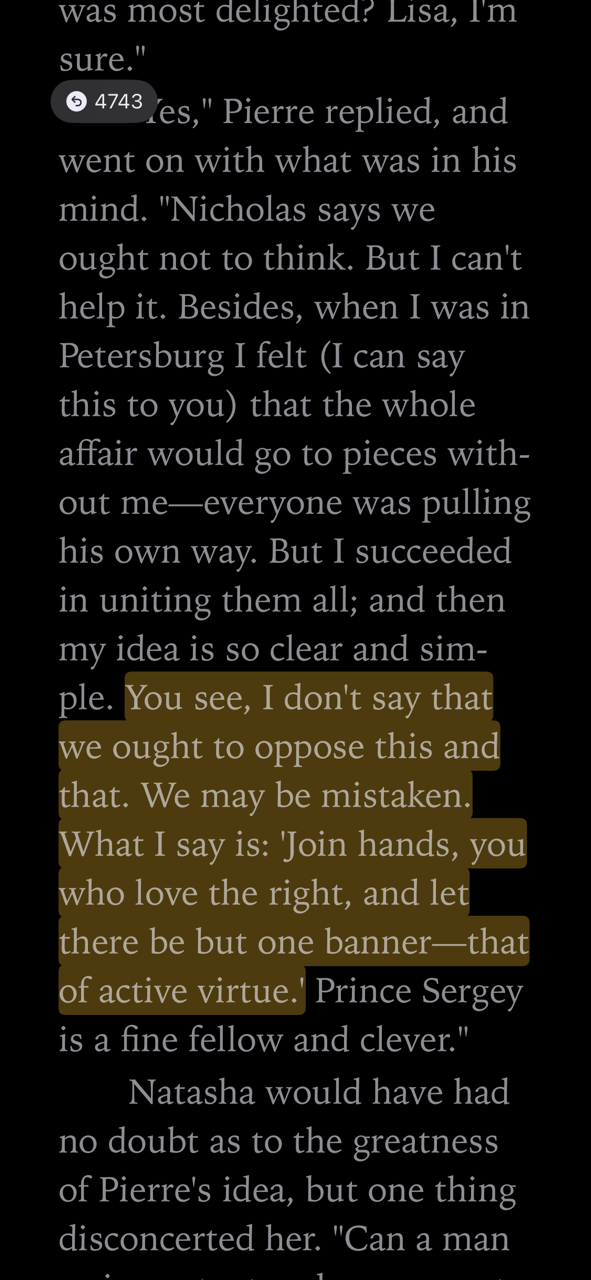 was most delighted? Lisa, I'm
sure."
4743
Yes," Pierre replied, and
went on with what was in his
mind. "Nicholas says we
ought not to think. But I can't
help it. Besides, when I was in
Petersburg I felt (I can say
this to you) that the whole
affair would go to pieces with-
out me—everyone was pulling
his own way. But I succeeded
in uniting them all; and then
my idea is so clear and sim-
ple. You see, I don't say that
we ought to oppose this and
that. We may be mistaken.
What I say is: 'Join hands, you
who love the right, and let
there be but one banner—that
of active virtue.' Prince Sergey
is a fine fellow and clever."
Natasha would have had
no doubt as to the greatness
of Pierre's idea, but one thing
disconcerted her. "Can a man